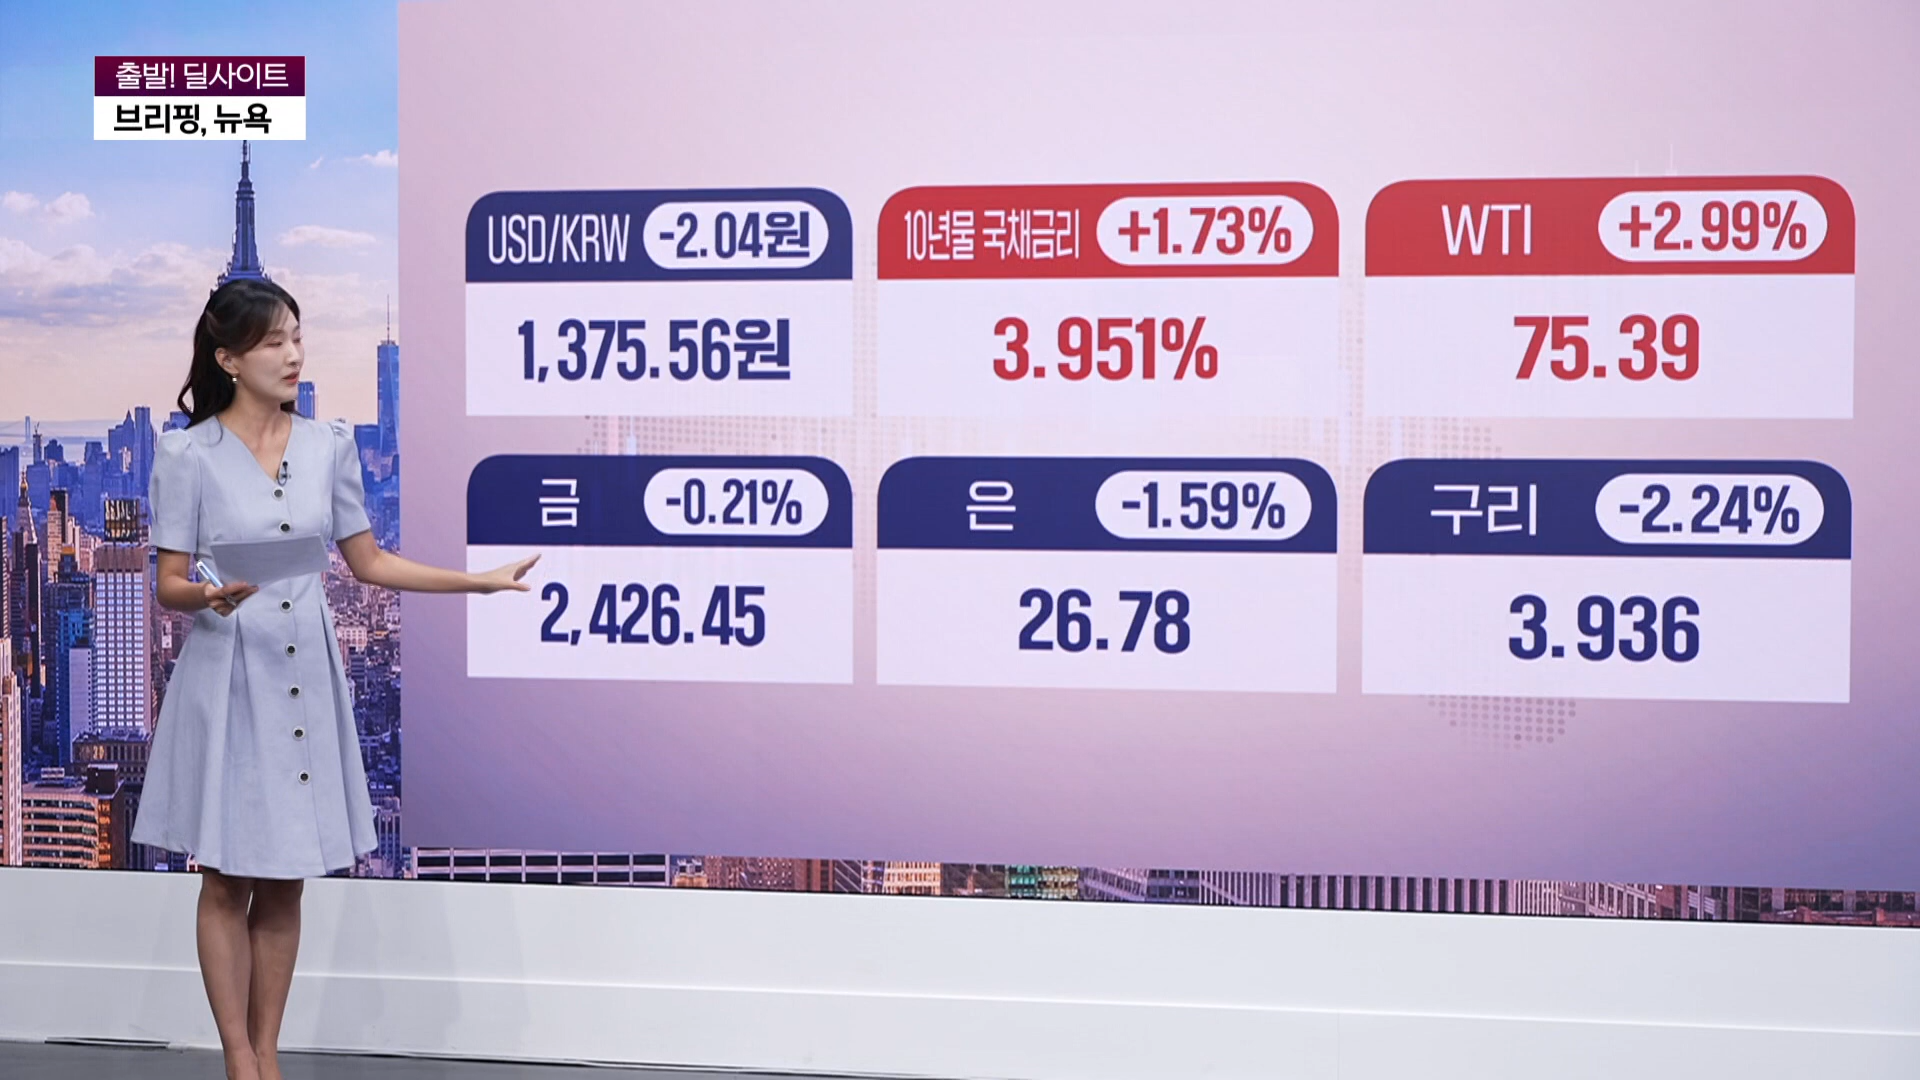 출발! 딜사이트
브리핑, 뉴욕
USD/KRW -2.04원
1,375.56원
10년물 국채금리 +1.73%
3.951%
WTI +2.99%
75.39
금 -0.21%
2,426.45
은 -1.59%
26.78
구리 -2.24%
3.936